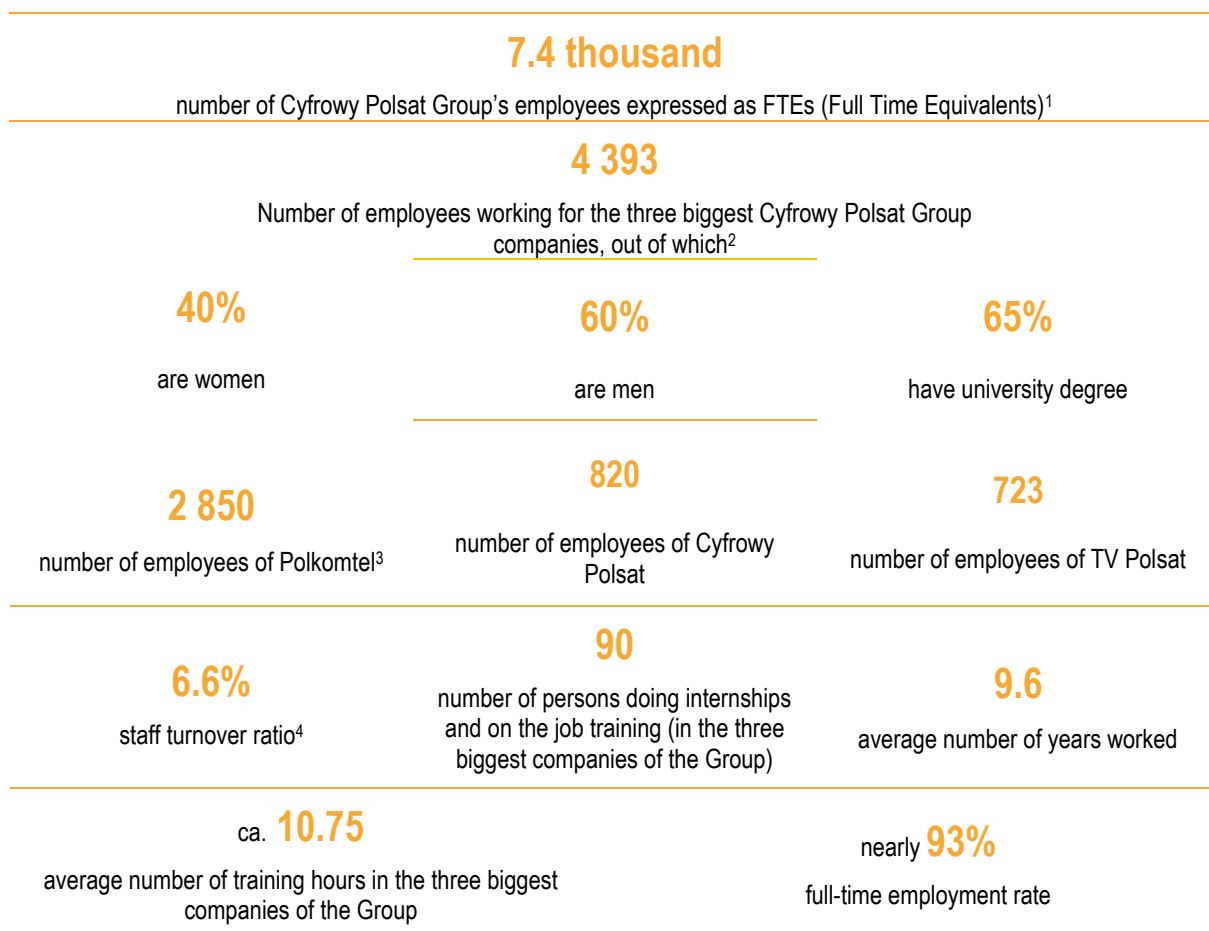 7.4 thousand
number of Cyfrowy Polsat Group's employees expressed as FTEs (Full Time Equivalents)¹
4 393
Number of employees working for the three biggest Cyfrowy Polsat Group
companies, out of which²
40%
are women
60%
are men
65%
have university degree
2 850
number of employees of Polkomtel³
820
number of employees of Cyfrowy
Polsat
723
number of employees of TV Polsat
6.6%
staff turnover ratio⁴
90
number of persons doing internships
and on the job training (in the three
biggest companies of the Group)
9.6
average number of years worked
ca. 10.75
average number of training hours in the three biggest
companies of the Group
nearly 93%
full-time employment rate